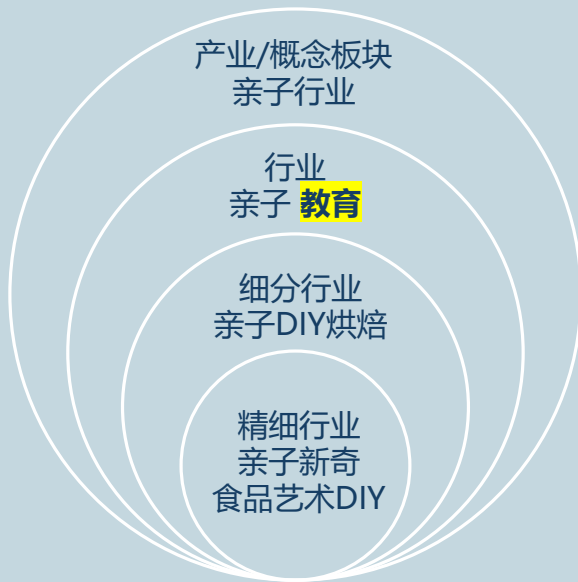 产业/概念板块
亲子行业
行业
亲子 教育
细分行业
亲子DIY烘焙
精细行业
亲子新奇
食品艺术DIY